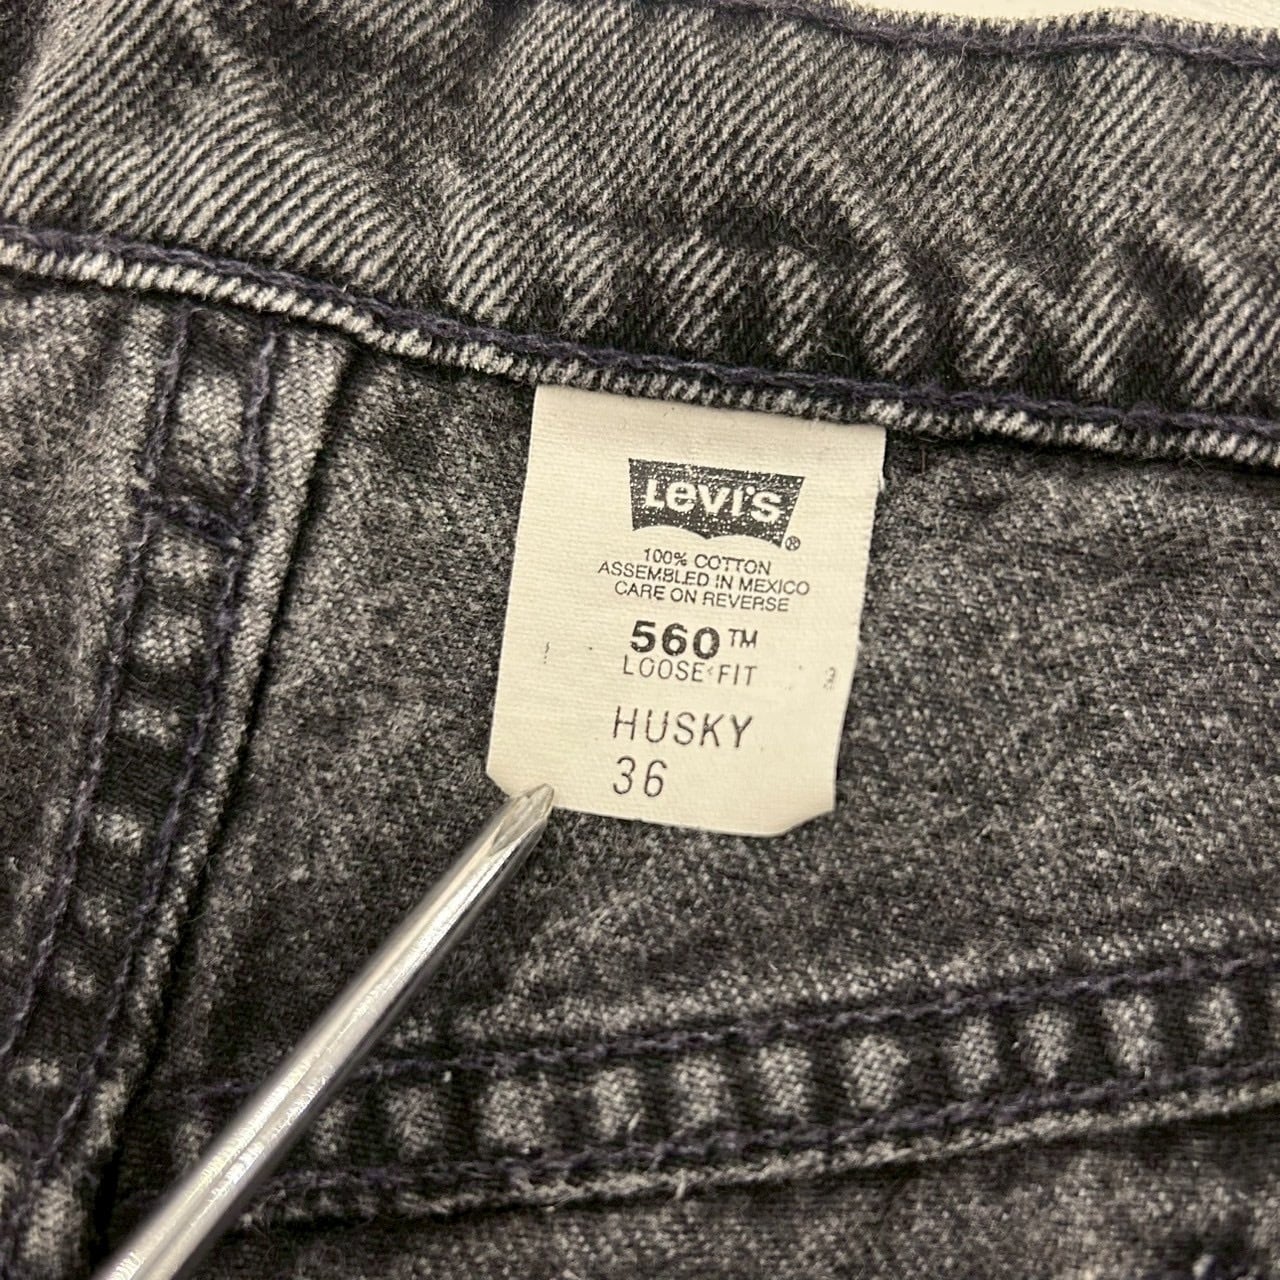 Levi's ®
100% COTTON
ASSEMBLED IN MEXICO
CARE ON REVERSE
560™
LOOSE FIT
HUSKY
36